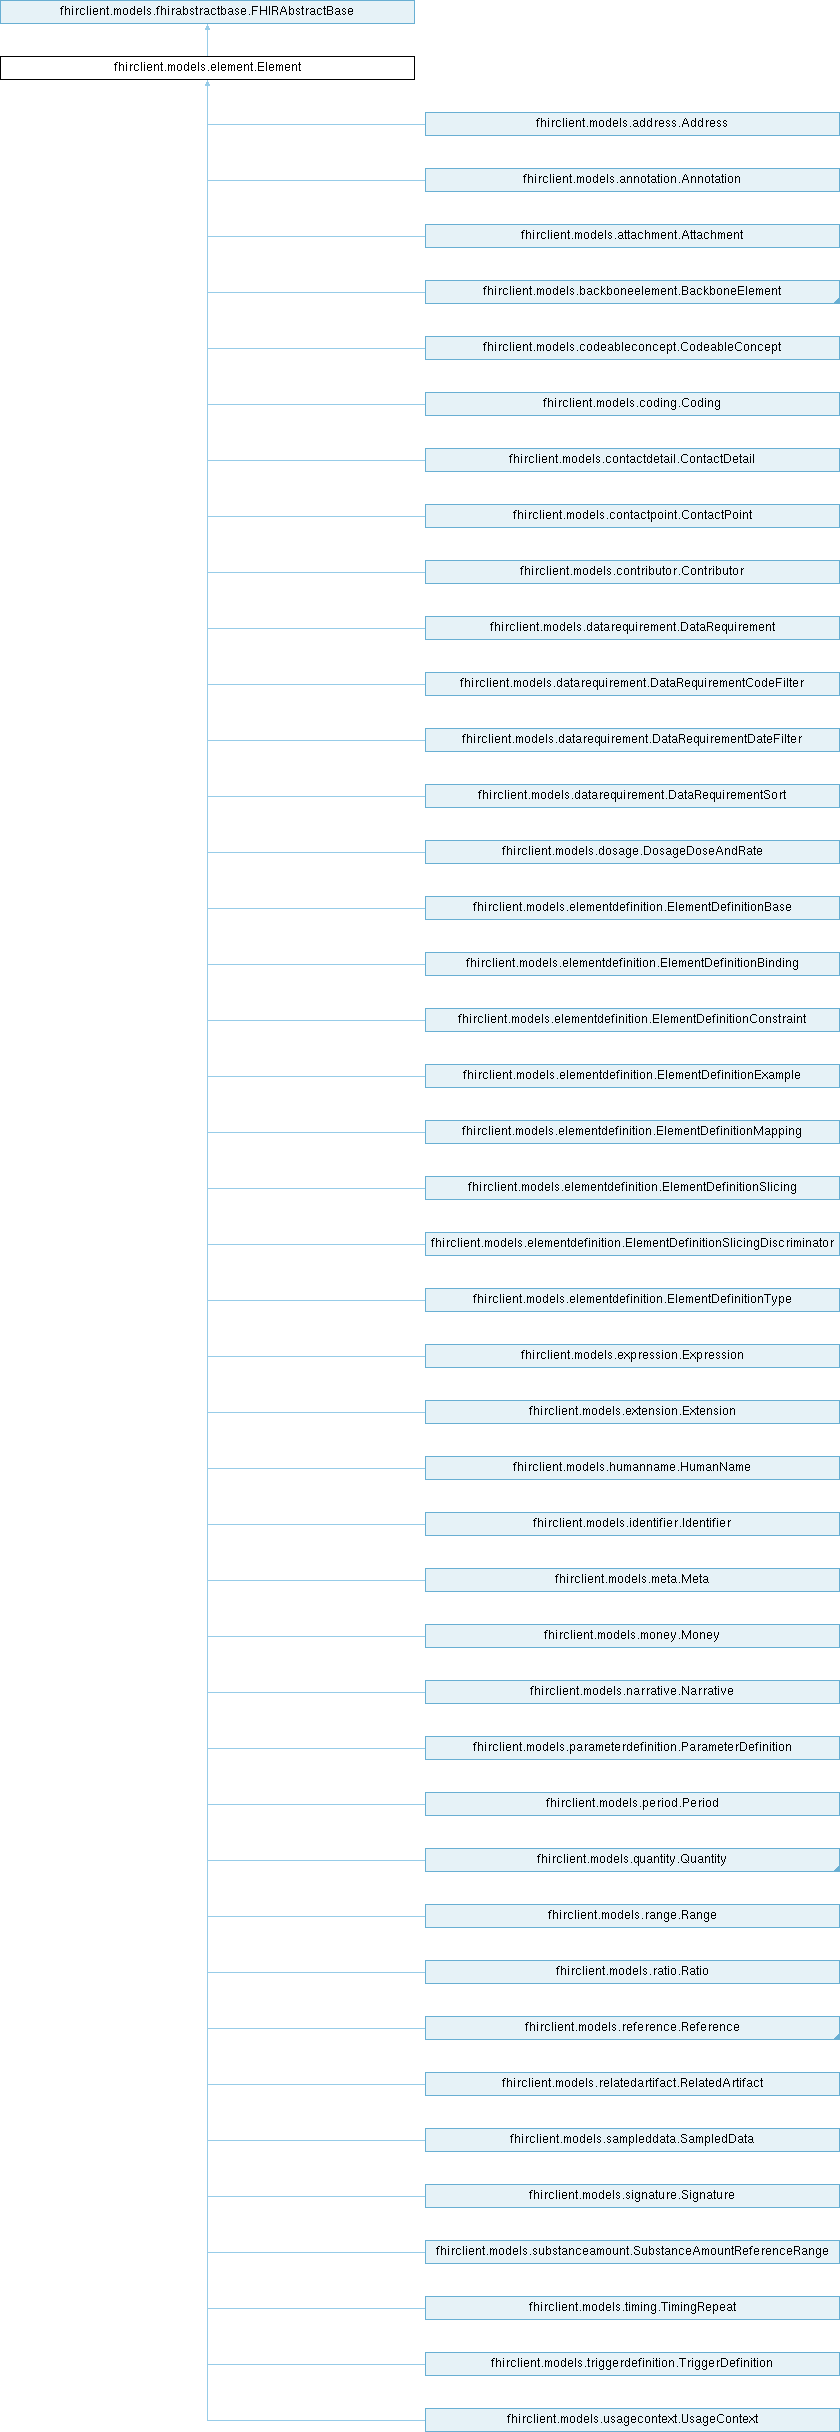 fhirclient.models.fhirabstractbase.FHIRAbstractBase
fhirclient.models.element.Element
fhirclient.models.address.Address
fhirclient.models.annotation.Annotation
fhirclient.models.attachment.Attachment
fhirclient.models.backboneelement.BackboneElement
fhirclient.models.codeableconcept.CodeableConcept
fhirclient.models.coding.Coding
fhirclient.models.contactdetail.ContactDetail
fhirclient.models.contactpoint.ContactPoint
fhirclient.models.contributor.Contributor
fhirclient.models.datarequirement.DataRequirement
fhirclient.models.datarequirement.DataRequirementCodeFilter
fhirclient.models.datarequirement.DataRequirementDateFilter
fhirclient.models.datarequirement.DataRequirementSort
fhirclient.models.dosage.DosageDoseAndRate
fhirclient.models.elementdefinition.ElementDefinitionBase
fhirclient.models.elementdefinition.ElementDefinitionBinding
fhirclient.models.elementdefinition.ElementDefinitionConstraint
fhirclient.models.elementdefinition.ElementDefinitionExample
fhirclient.models.elementdefinition.ElementDefinitionMapping
fhirclient.models.elementdefinition.ElementDefinitionSlicing
fhirclient.models.elementdefinition.ElementDefinitionSlicingDiscriminator
fhirclient.models.elementdefinition.ElementDefinitionType
fhirclient.models.expression.Expression
fhirclient.models.extension.Extension
fhirclient.models.humanname.HumanName
fhirclient.models.identifier.Identifier
fhirclient.models.meta.Meta
fhirclient.models.money.Money
fhirclient.models.narrative.Narrative
fhirclient.models.parameterdefinition.ParameterDefinition
fhirclient.models.period.Period
fhirclient.models.quantity.Quantity
fhirclient.models.range.Range
fhirclient.models.ratio.Ratio
fhirclient.models.reference.Reference
fhirclient.models.relatedartifact.RelatedArtifact
fhirclient.models.sampleddata.SampledData
fhirclient.models.signature.Signature
fhirclient.models.substanceamount.SubstanceAmountReferenceRange
fhirclient.models.timing.TimingRepeat
fhirclient.models.triggerdefinition.TriggerDefinition
fhirclient.models.usagecontext.UsageContext